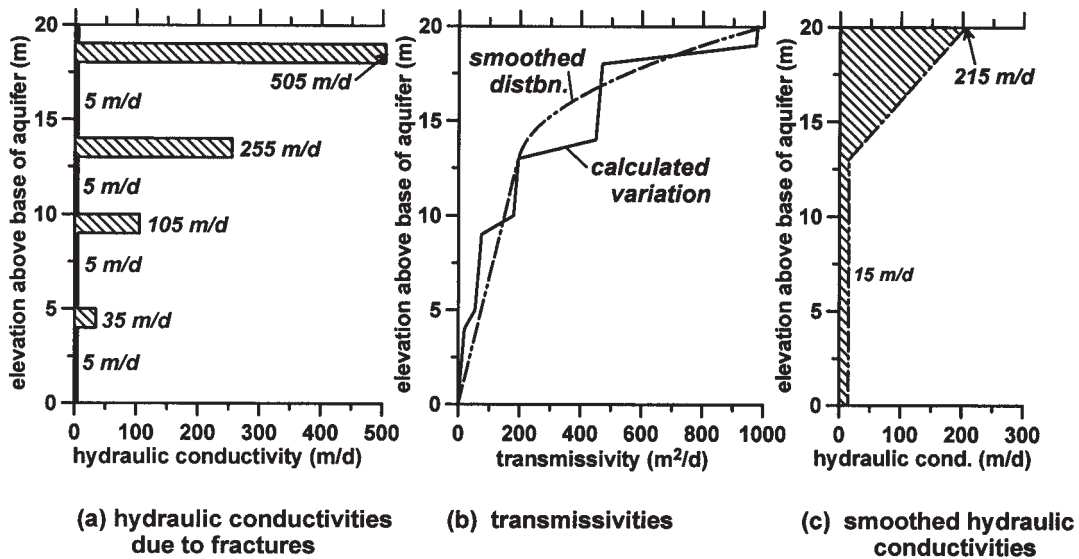 elevation above base of aquifer (m)
20
15
10
5
0
505 m/d
5 m/d
255 m/d
5 m/d
105 m/d
5 m/d
35 m/d
5 m/d
0 100 200 300 400 500
hydraulic conductivity (m/d)
(a) hydraulic conductivities
due to fractures
elevation above base of aquifer (m)
20
15
10
5
0
smoothed
distbn.
calculated
variation
0 200 400 600 800 1000
transmissivity (m²/d)
(b) transmissivities
elevation above base of aquifer (m)
20
15
10
5
0
215 m/d
15 m/d
0 100 200 300
hydraulic cond. (m/d)
(c) smoothed hydraulic
conductivities